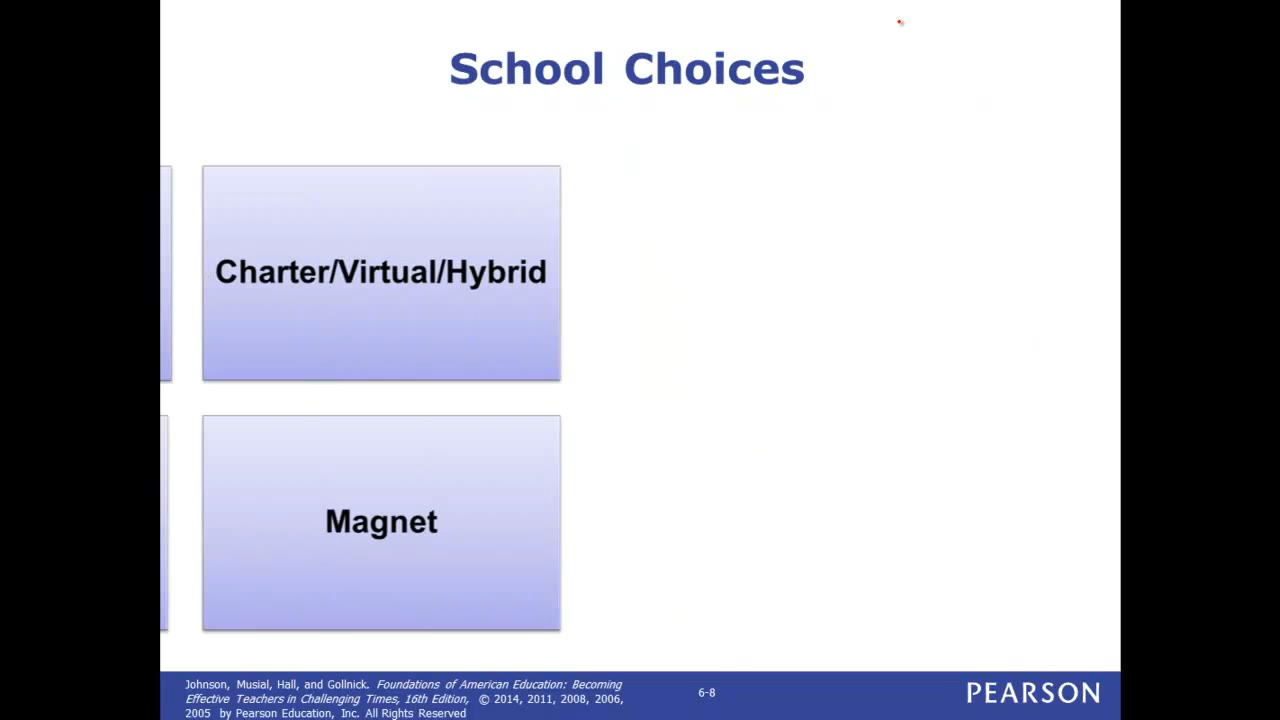 School Choices
Charter/Virtual/Hybrid
Magnet
Johnson, Musial, Hall, and Gollnick. Foundations of American Education: Becoming
Effective Teachers in Challenging Times, 16th Edition, © 2014, 2011, 2008, 2006,
2005 by Pearson Education, Inc. All Rights Reserved
6-8
PEARSON